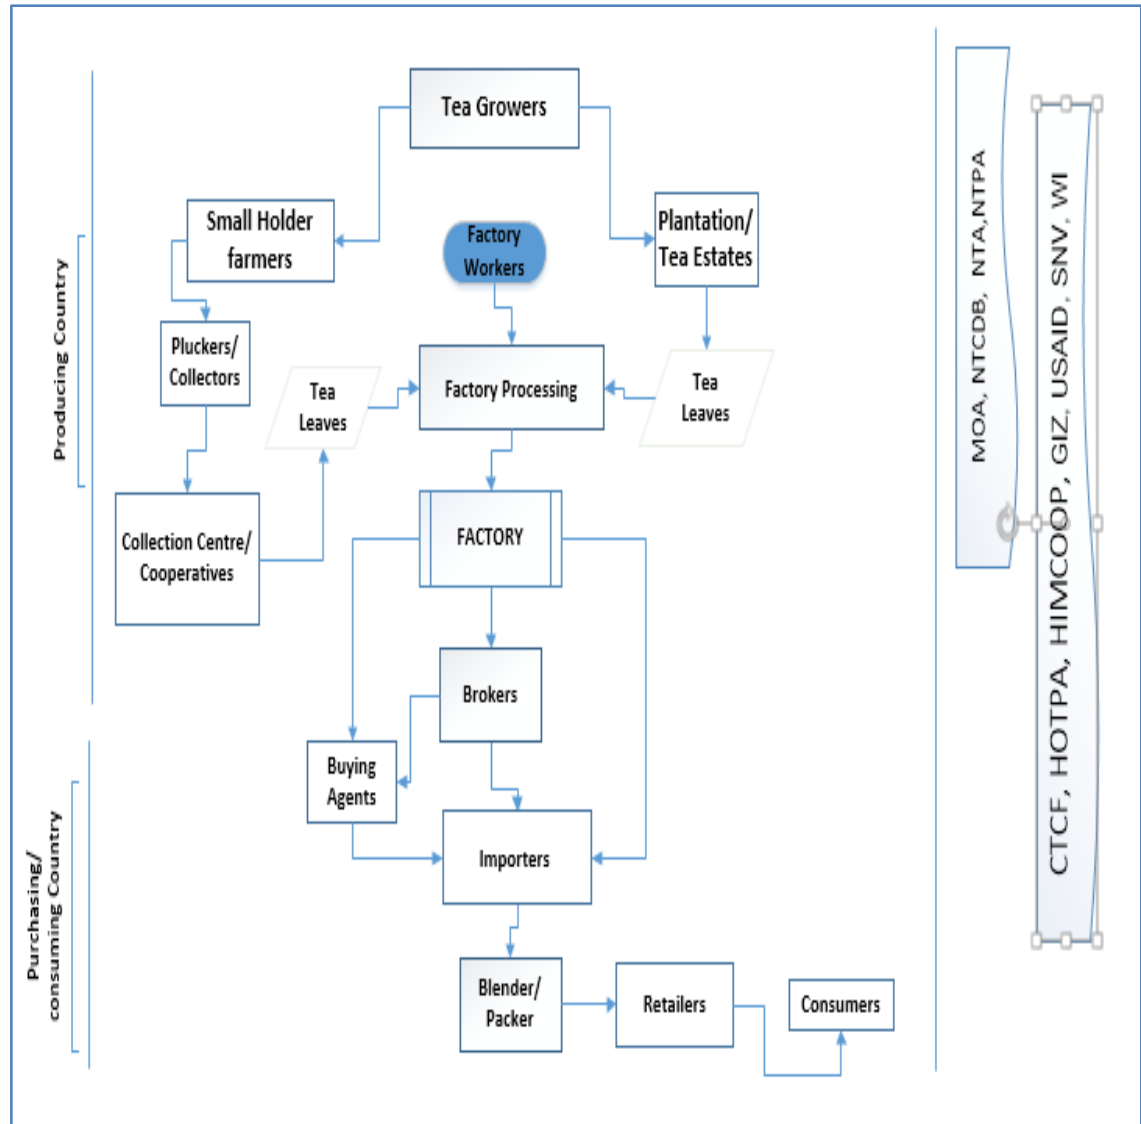 Tea Growers
Small Holder
farmers
Factory
Workers
Plantation/
Tea Estates
Producing Country
Pluckers/
Collectors
Tea
Leaves
Factory Processing
Tea
Leaves
Collection Centre/
Cooperatives
FACTORY
Brokers
Buying
Agents
Importers
Purchasing/
consuming Country
Blender/
Packer
Retailers
Consumers
MOA, NTCDB, NTA,NTPA
CTCF, HOTPA, HIMCOOP, GIZ, USAID, SNV, WI